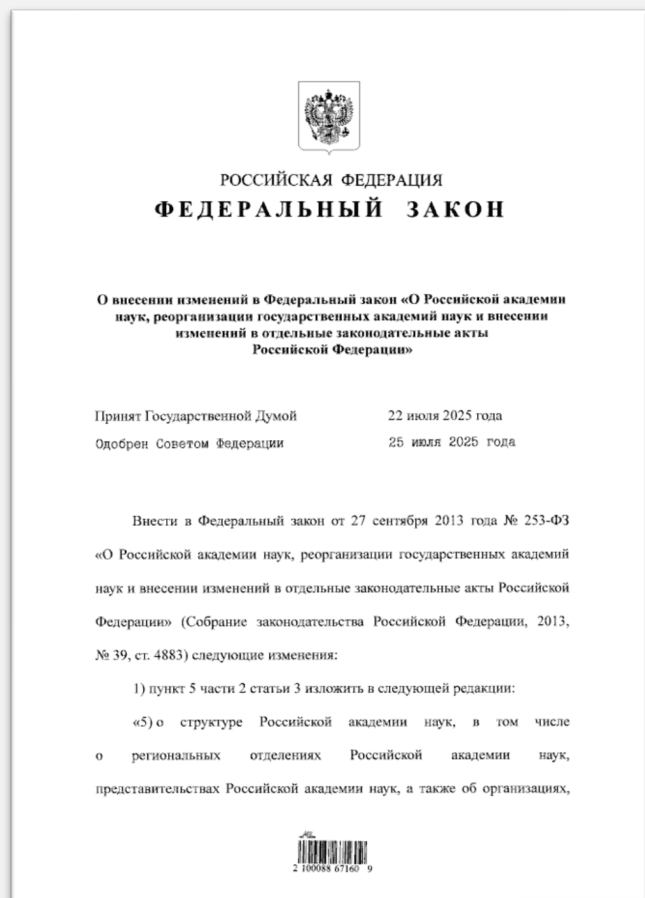 РОССИЙСКАЯ ФЕДЕРАЦИЯ
ФЕДЕРАЛЬНЫЙ ЗАКОН
О внесении изменений в Федеральный закон «О Российской академии
наук, реорганизации государственных академий наук и внесении
изменений в отдельные законодательные акты
Российской Федерации»
Принят Государственной Думой 22 июля 2025 года
Одобрен Советом Федерации 25 июля 2025 года
Внести в Федеральный закон от 27 сентября 2013 года № 253-ФЗ
«О Российской академии наук, реорганизации государственных академий
наук и внесении изменений в отдельные законодательные акты Российской
Федерации» (Собрание законодательства Российской Федерации, 2013,
№ 39, ст. 4883) следующие изменения:
1) пункт 5 части 2 статьи 3 изложить в следующей редакции:
«5) о структуре Российской академии наук, в том числе
о региональных отделениях Российской академии наук,
представительствах Российской академии наук, а также об организациях,
2 100088 67160 9